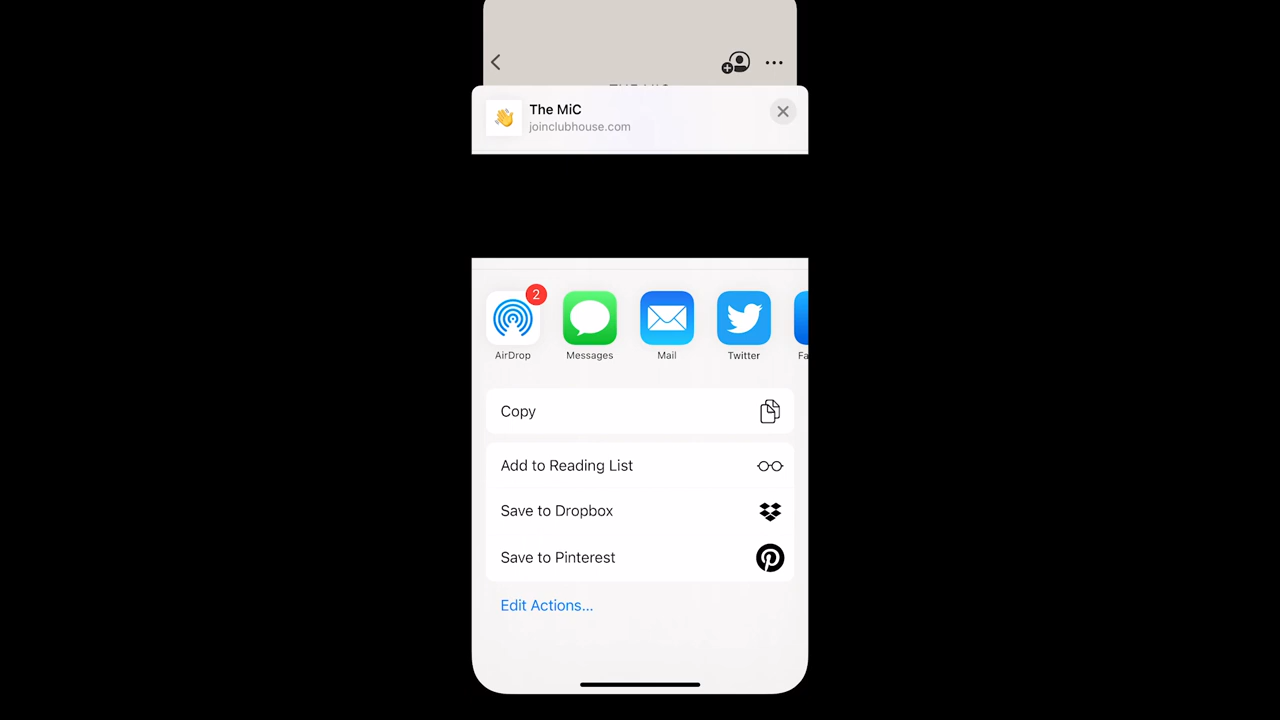 The MiC
joinclubhouse.com
2
AirDrop
Messages
Mail
Twitter
Copy
Add to Reading List
Save to Dropbox
Save to Pinterest
Edit Actions...